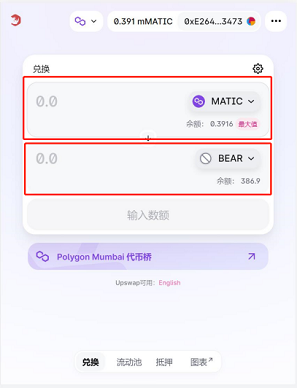 0.391 mMATIC 0xE264...3473
兑换
0.0 MATIC
余额: 0.3916 最大值
0.0 BEAR
余额: 386.9
输入数额
Polygon Mumbai 代币桥
Upswap可用: English
兑换 流动池 抵押 图表↗